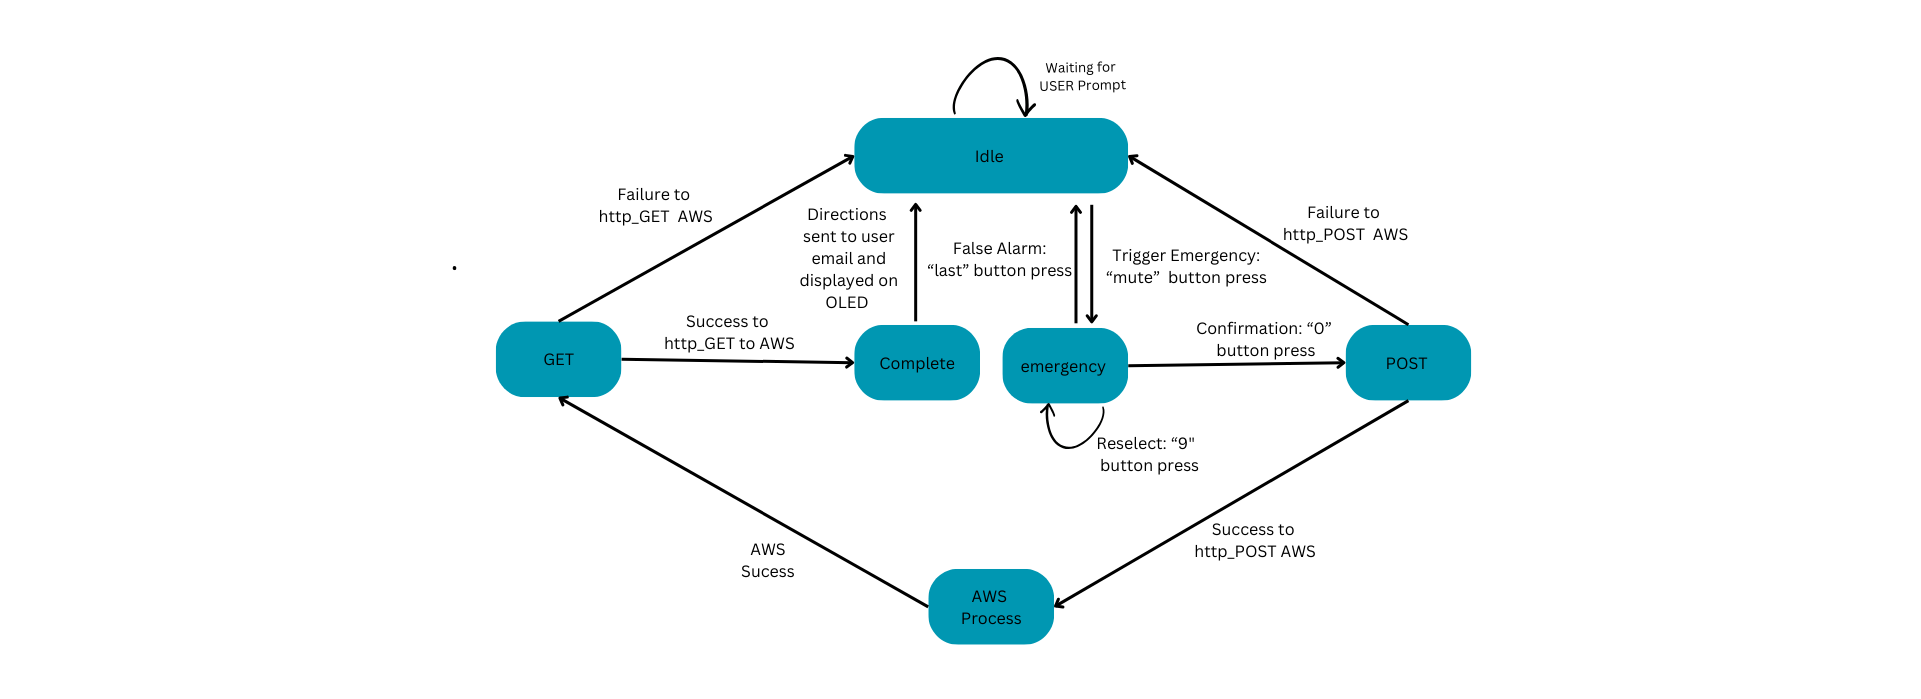 Waiting for
USER Prompt
Idle
Failure to
http_GET AWS
Directions
sent to user
email and
displayed on
OLED
False Alarm:
“last” button press
Trigger Emergency:
“mute” button press
Failure to
http_POST AWS
Success to
http_GET to AWS
Confirmation: “0”
button press
GET
Complete
emergency
POST
Reselect: “9"
button press
AWS
Sucess
Success to
http_POST AWS
AWS
Process